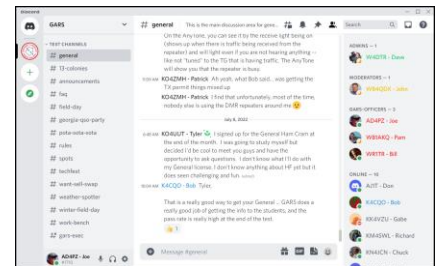 GARS
general
This is the main discussion area for gene...
Search
TEXT CHANNELS
general
13-colonies
announcements
faq
field-day
georgia-qso-party
pota-sota-vota
rules
spots
techfest
want-sell-swap
weather-spotter
winter-field-day
work-bench
gars-exec
AD4PZ - Joe
On the AnyTone, you can see it by the receive light being on
(shows up when there is traffic being received from the
repeater) and will light even if you are not hearing anything --
like not "tuned" to the TG that is having traffic. The AnyTone
will show you that the repeater is busy.
KO4ZMH - Patrick Ah yeah, what Bob said... was getting the
TX permit things mixed up
KO4ZMH - Patrick I find that unfortunately, most of the time,
nobody else is using the DMR repeaters around me
July 8, 2022
KO4UUT - Tyler I signed up for the General Ham Cram at
the end of the month. I was going to study myself but
decided I'd be cool to meet you guys and have the
opportunity to ask questions. I don't know what I'll do with
my General license. I don't know anything about HF yet but it
does seem challenging and fun.
K4CQO - Bob Tyler,
That is a really good way to get your General... GARS does a
really good job of getting the info to the students, and the
pass rate is really high at the end of the test.
1
Message #general
ADMINS — 1
W4DTR - Dave
MODERATORS — 1
GARS-OFFICERS — 3
AD4PZ - Joe
WB1AKQ - Pam
WR1TR - Bill
ONLINE — 18
AJ1T - Don
K4CQO - Bob
KK4VZU - Gabe
KM4SWL - Richard
KN4JCN - Chuck